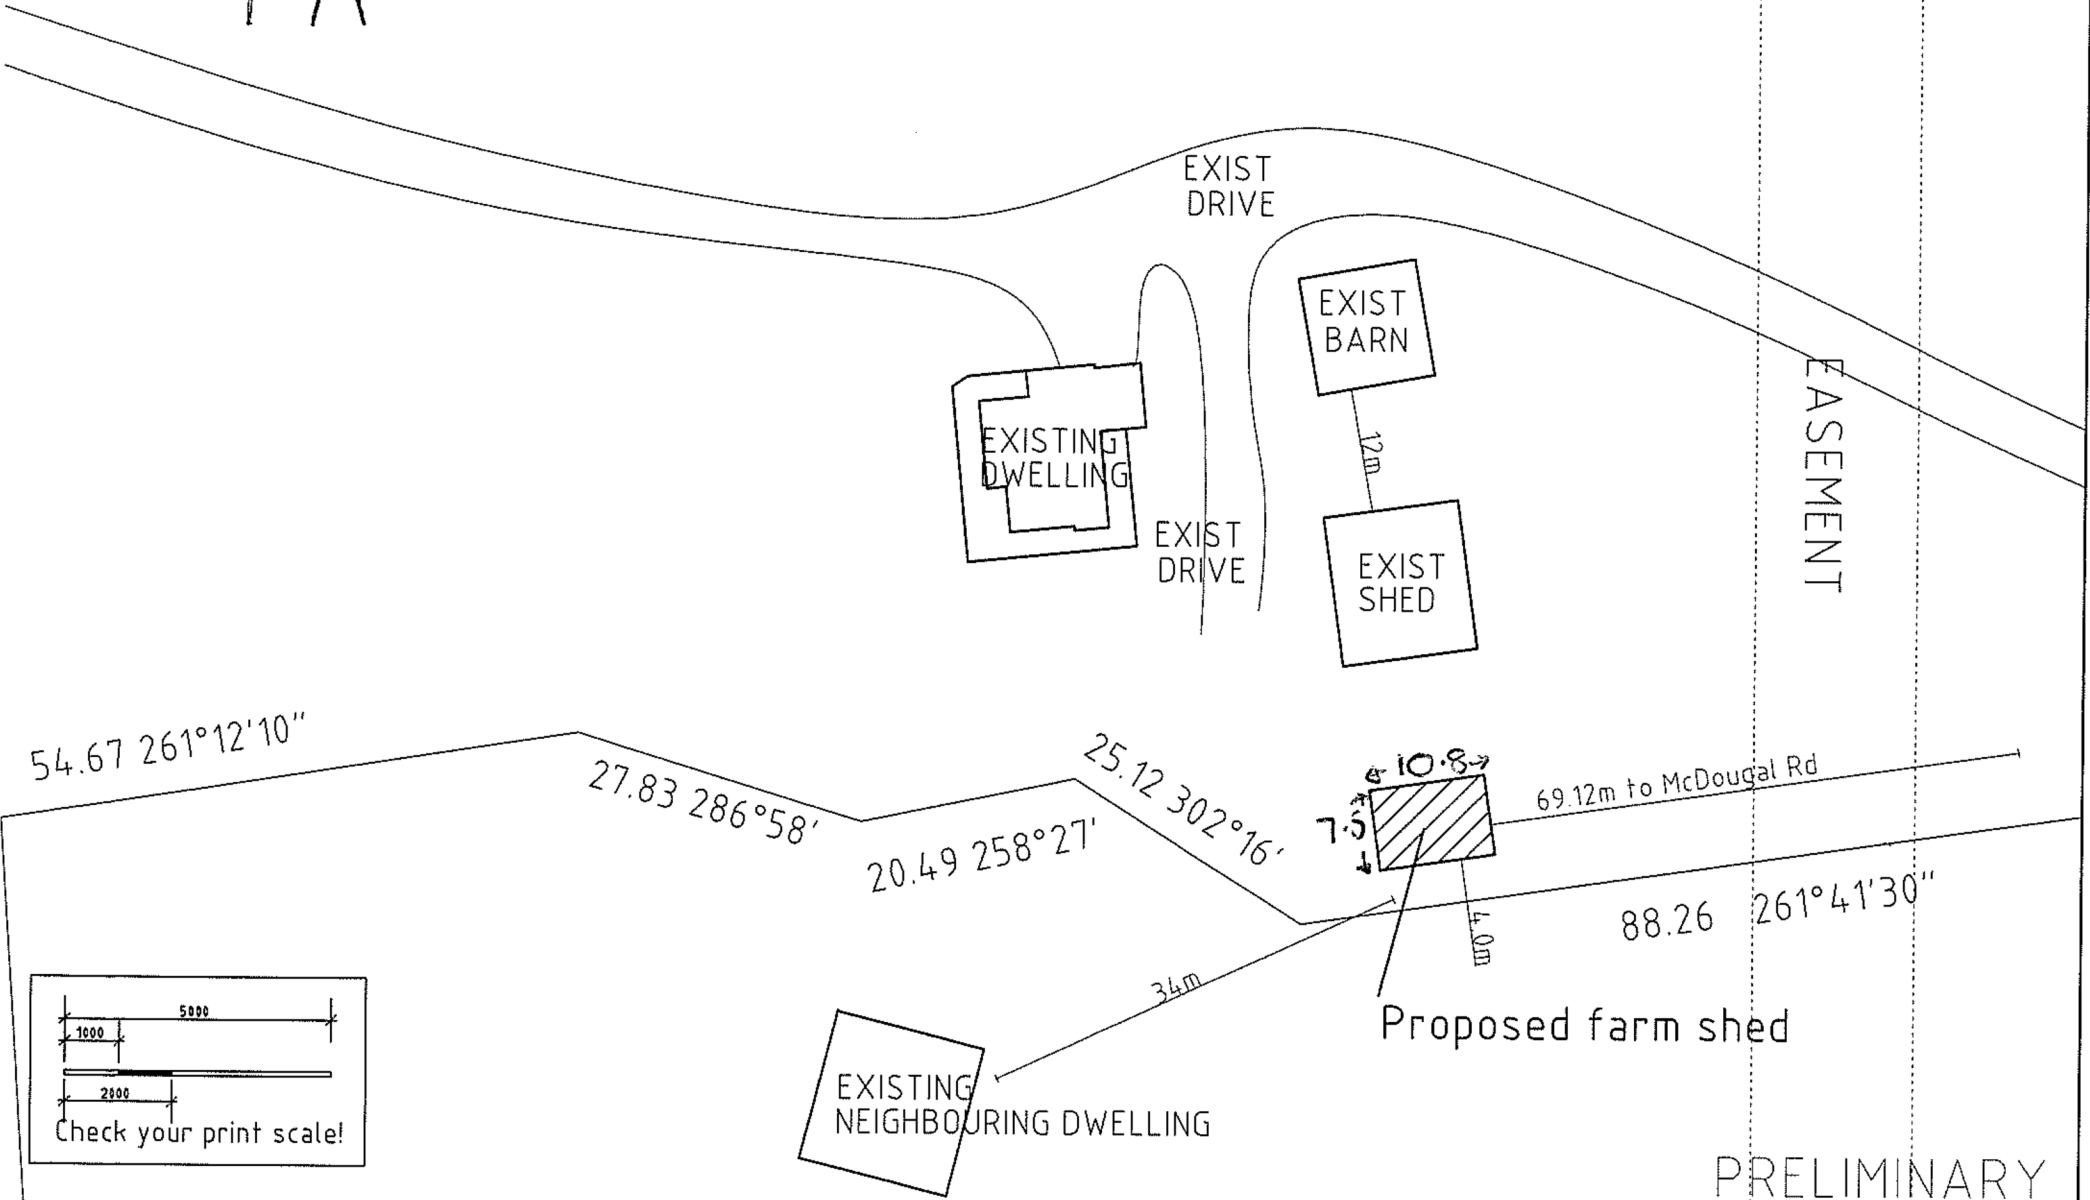 EXIST
DRIVE
EXIST
BARN
12m
EASEMENT
EXISTING
DWELLING
EXIST
DRIVE
EXIST
SHED
54.67 261°12'10"
27.83 286°58'
20.49 258°27'
25.12 302°16'
10.8
7.5
69.12m to McDougal Rd
88.26 261°41'30"
4.0m
34m
Proposed farm shed
5000
1000
2000
Check your print scale!
EXISTING
NEIGHBOURING DWELLING
PRELIMINARY